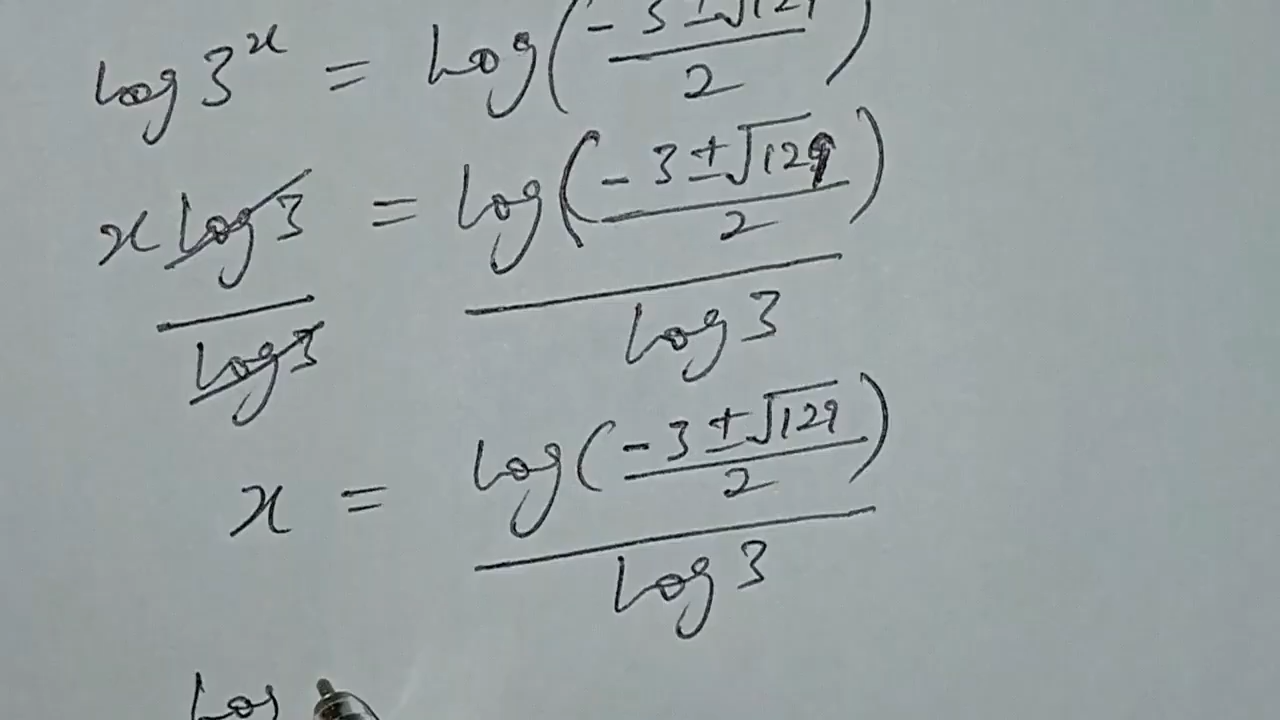 log 3^x = log((-3 ± √129)/2)
x log 3 / log 3 = log((-3 ± √129)/2) / log 3
x = log((-3 ± √129)/2) / log 3
log